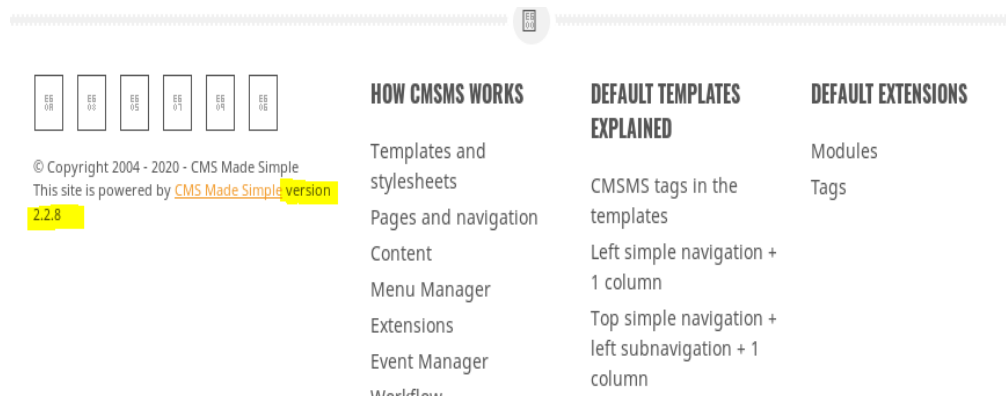 © Copyright 2004 - 2020 - CMS Made Simple
This site is powered by CMS Made Simple version
2.2.8
HOW CMSMS WORKS
Templates and
stylesheets
Pages and navigation
Content
Menu Manager
Extensions
Event Manager
Workflow
DEFAULT TEMPLATES
EXPLAINED
CMSMS tags in the
templates
Left simple navigation +
1 column
Top simple navigation +
left subnavigation + 1
column
DEFAULT EXTENSIONS
Modules
Tags